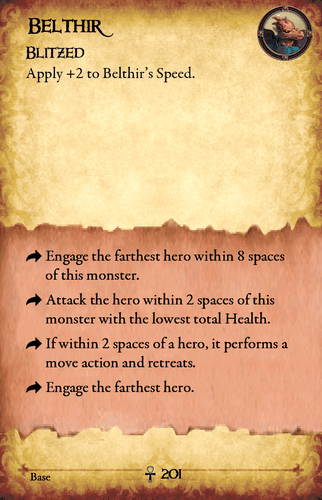 Belthir
Blitzed
Apply +2 to Belthir's Speed.
Engage the farthest hero within 8 spaces
of this monster.
Attack the hero within 2 spaces of this
monster with the lowest total Health.
If within 2 spaces of a hero, it performs a
move action and retreats.
Engage the farthest hero.
Base 201